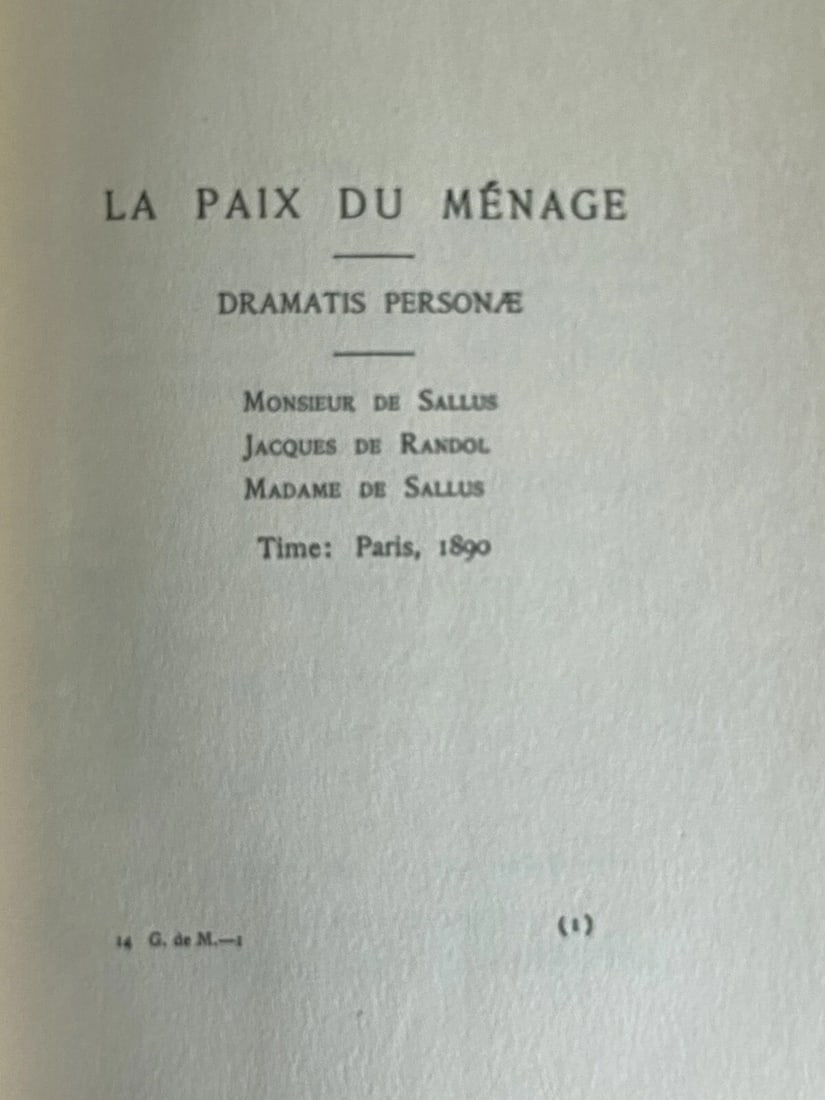 LA PAIX DU MÉNAGE
DRAMATIS PERSONÆ
MONSIEUR DE SALLUS
JACQUES DE RANDOL
MADAME DE SALLUS
Time: Paris, 1890
14 G. de M.—1
(1)